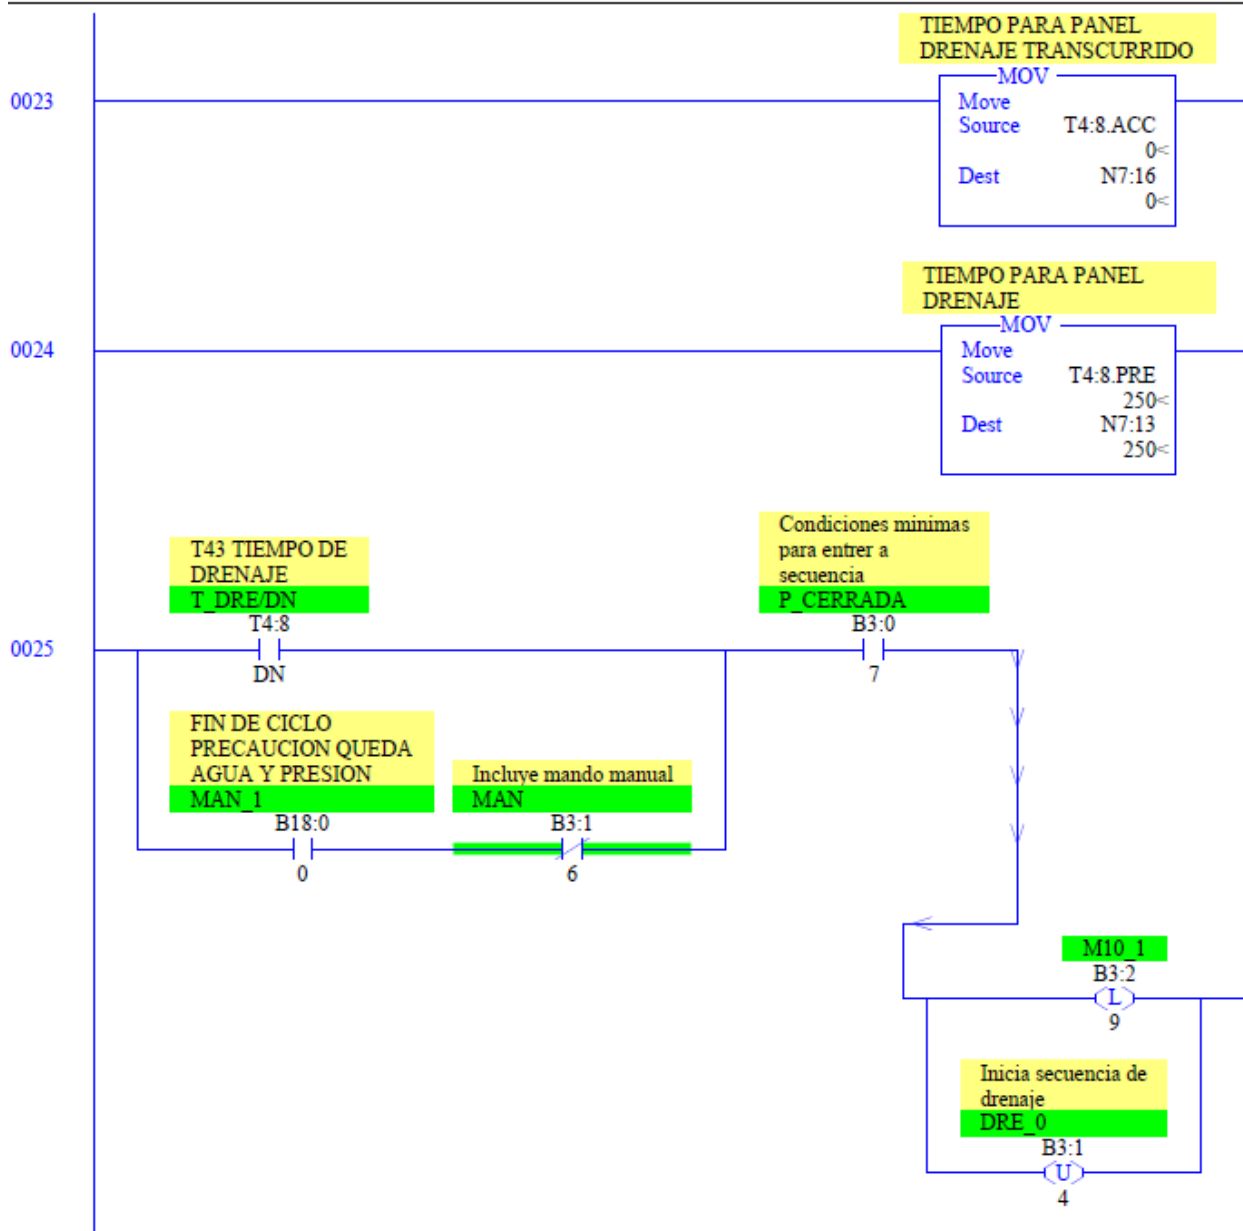 TIEMPO PARA PANEL
DRENAJE TRANSCURRIDO
MOV
0023
Move
Source T4:8.ACC
0<
Dest N7:16
0<
TIEMPO PARA PANEL
DRENAJE
MOV
0024
Move
Source T4:8.PRE
250<
Dest N7:13
250<
Condiciones minimas
para entrer a
secuencia
P_CERRADA
B3:0
7
T43 TIEMPO DE
DRENAJE
T_DRE/DN
T4:8
0025
DN
FIN DE CICLO
PRECAUCION QUEDA
AGUA Y PRESION
MAN_1
B18:0
0
Incluye mando manual
MAN
B3:1
6
M10_1
B3:2
L
9
Inicia secuencia de
drenaje
DRE_0
B3:1
U
4